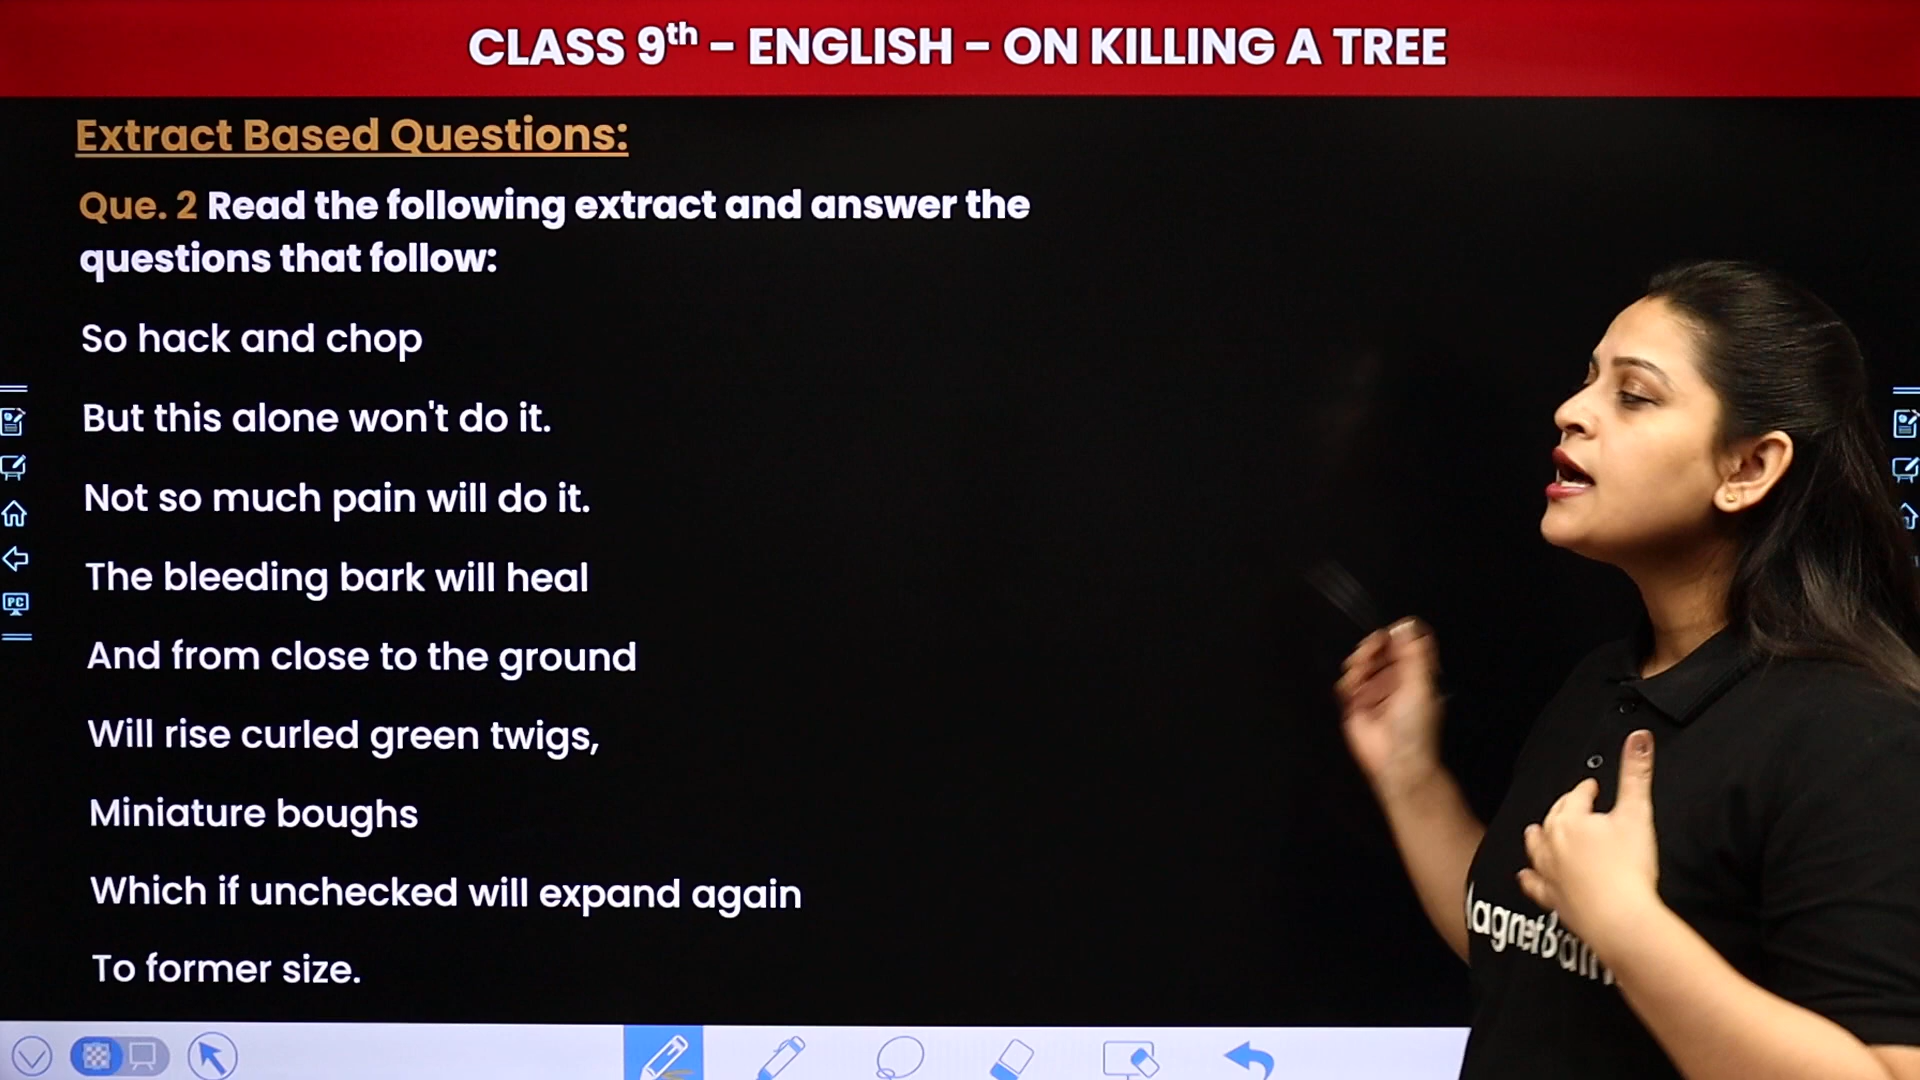 CLASS 9th - ENGLISH - ON KILLING A TREE
Extract Based Questions:
Que. 2 Read the following extract and answer the
questions that follow:
So hack and chop
But this alone won't do it.
Not so much pain will do it.
The bleeding bark will heal
And from close to the ground
Will rise curled green twigs,
Miniature boughs
Which if unchecked will expand again
To former size.
PC